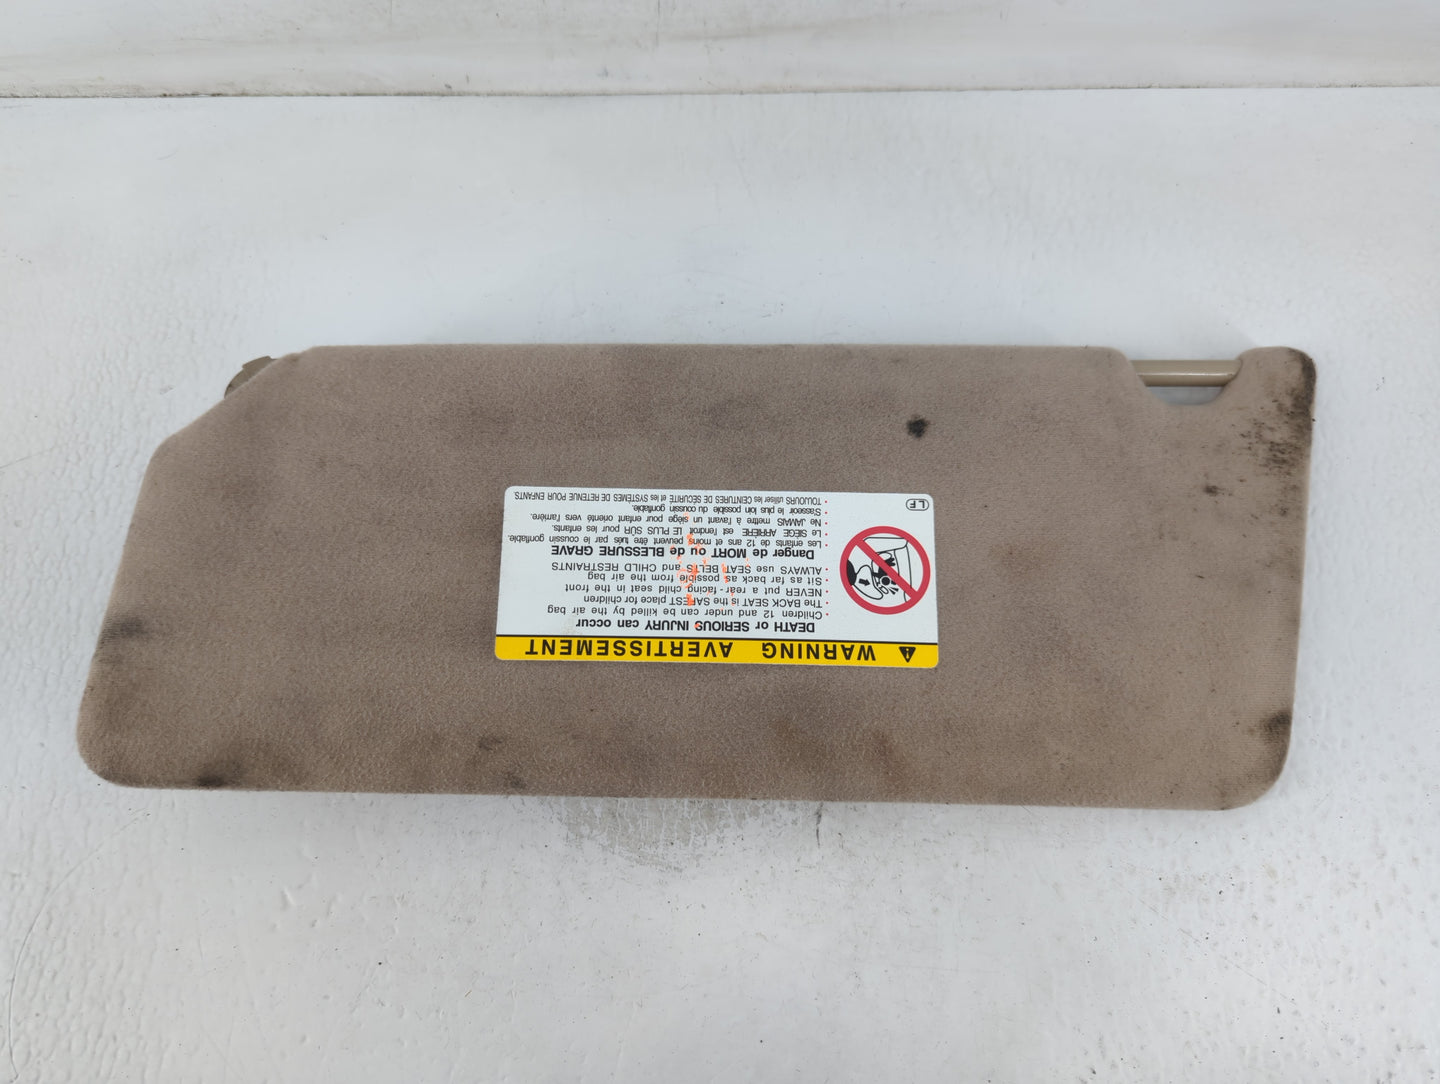 WARNING AVERTISSEMENT
DEATH or SERIOUS INJURY can occur
• Children 12 and under can be killed by the air bag
• The BACK SEAT is the SAFEST place for children
• NEVER put a rear-facing child seat in the front
• Sit as far back as possible from the air bag
• ALWAYS use SEAT BELTS and CHILD RESTRAINTS
Danger de MORT ou de BLESSURE GRAVE
• Les enfants de 12 ans et moins peuvent être tués par le coussin gonflable.
• Le SIÈGE ARRIÈRE est l'endroit LE PLUS SÛR pour les enfants.
• Ne JAMAIS mettre à l'avant un siège pour enfant orienté vers l'arrière.
• S'asseoir le plus loin possible du coussin gonflable.
• TOUJOURS utiliser les CEINTURES DE SÉCURITÉ et les SYSTÈMES DE RETENUE POUR ENFANTS.
LF